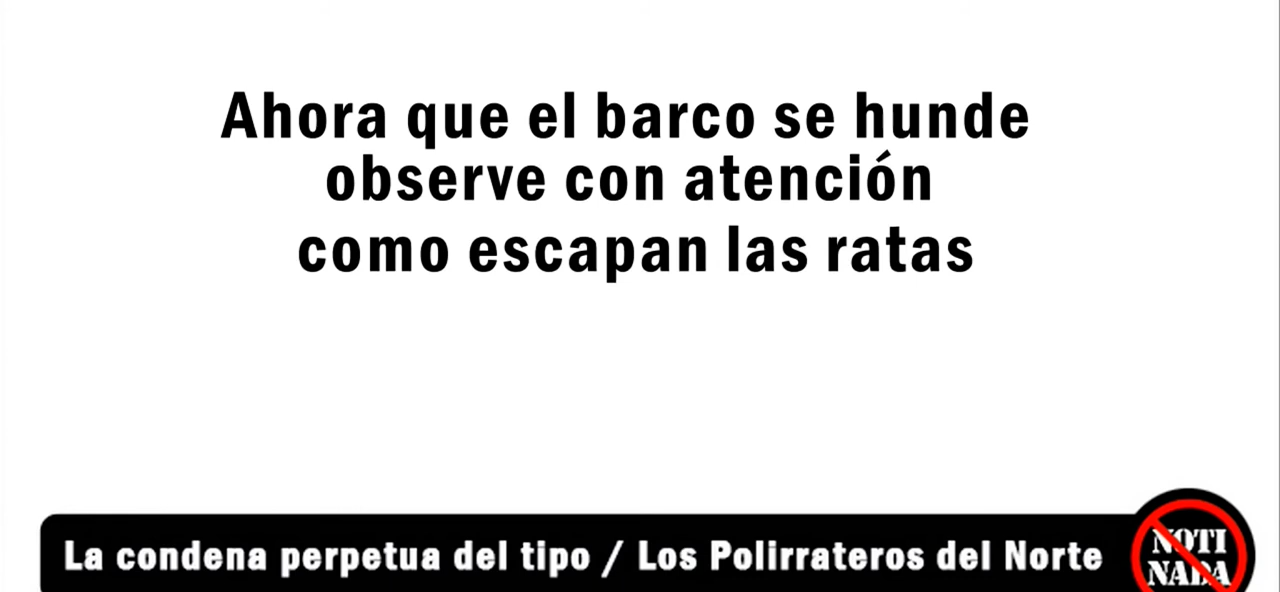 Ahora que el barco se hunde
observe con atención
como escapan las ratas
La condena perpetua del tipo / Los Polirrateros del Norte
NOTI
NADA